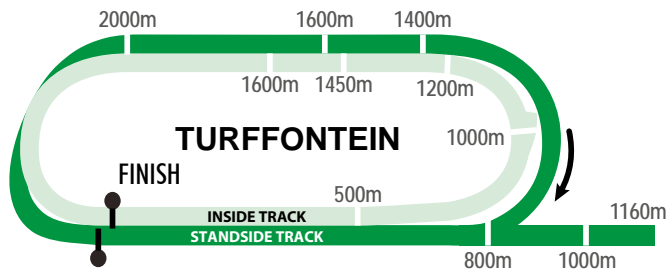 2000m 1600m 1400m
1600m 1450m 1200m
TURFFONTEIN
1000m
FINISH
500m
INSIDE TRACK
STANDSIDE TRACK
1160m
800m 1000m